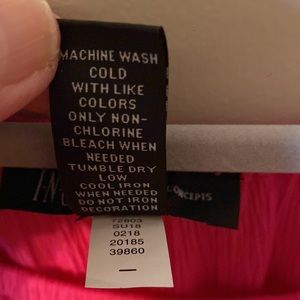 MACHINE WASH
COLD
WITH LIKE
COLORS
ONLY NON-
CHLORINE
BLEACH WHEN
NEEDED
TUMBLE DRY
LOW
COOL IRON
WHEN NEEDED
DO NOT IRON
DECORATION
CONCEPTS
72803
SU18
0218
20185
39860